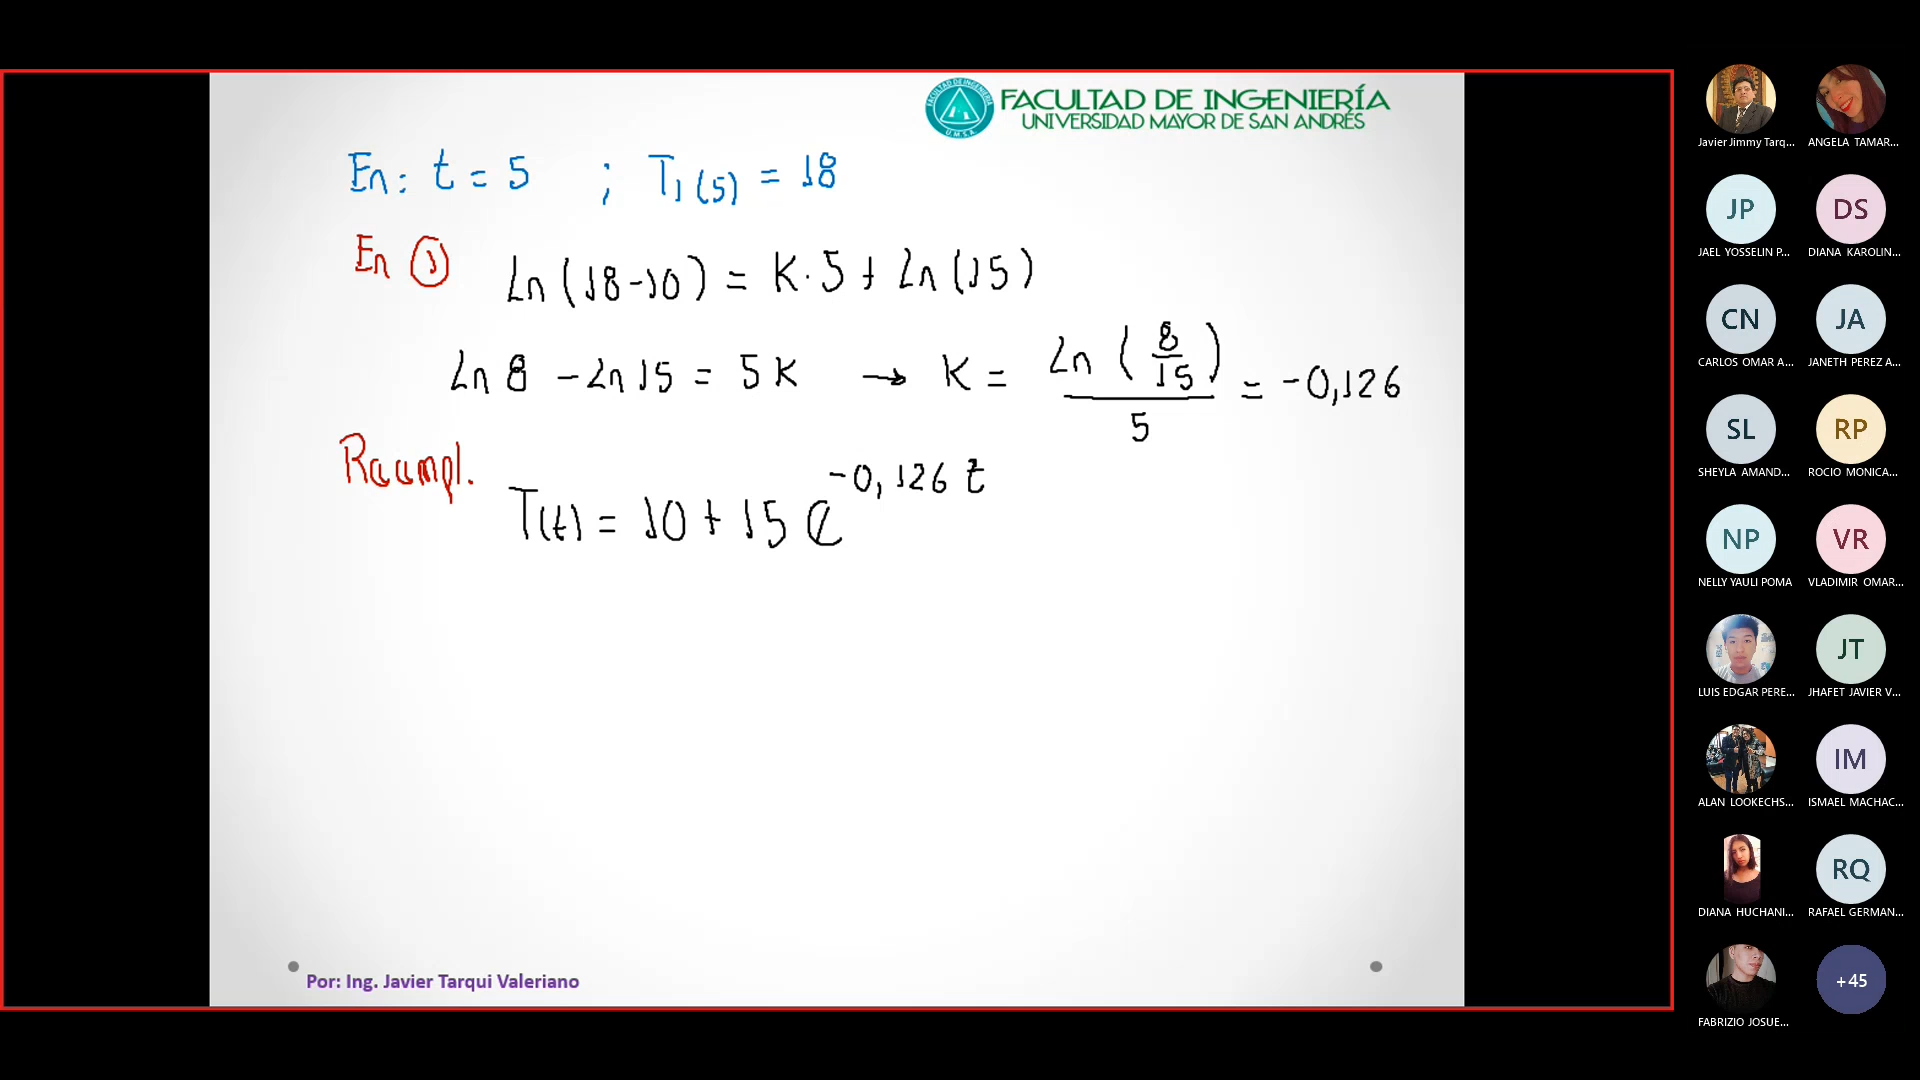 FACULTAD DE INGENIERÍA
UNIVERSIDAD MAYOR DE SAN ANDRÉS
En: t = 5 ; T1(5) = 18
En ①
Ln(18-10) = K·5 + Ln(15)
Ln 8 - Ln 15 = 5K → K = Ln(8/15)/5 = -0,126
Reempl.
T(t) = 10 + 15 e^{-0,126 t}
Por: Ing. Javier Tarqui Valeriano
Javier Jimmy Tarq...
ANGELA TAMAR...
JP
DS
JAEL YOSSELIN P...
DIANA KAROLIN...
CN
JA
CARLOS OMAR A...
JANETH PEREZ A...
SL
RP
SHEYLA AMAND...
ROCIO MONICA...
NP
VR
NELLY YAULI POMA
VLADIMIR OMAR...
JT
LUIS EDGAR PERE...
JHAFET JAVIER V...
IM
ALAN LOOKECHS...
ISMAEL MACHAC...
RQ
DIANA HUCHANI...
RAFAEL GERMAN...
+45
FABRIZIO JOSUE...